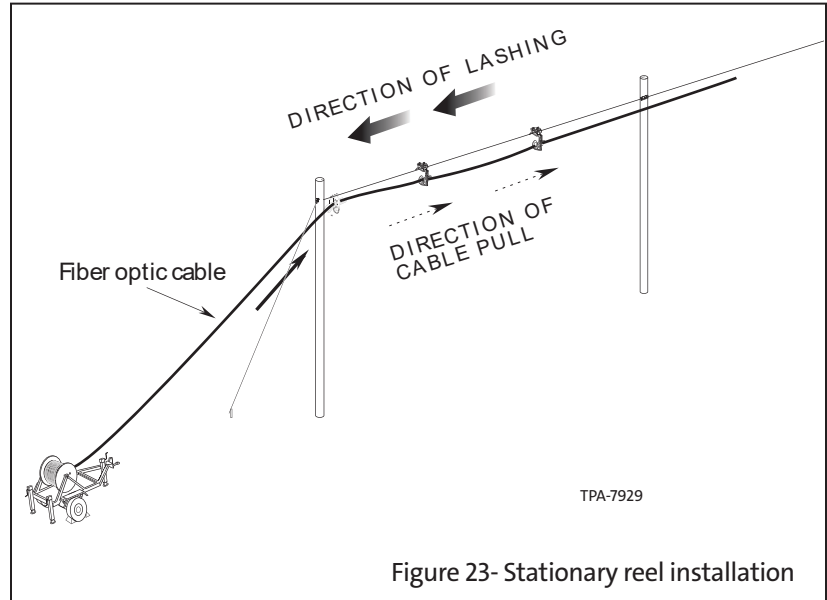 DIRECTION OF LASHING
DIRECTION OF
CABLE PULL
Fiber optic cable
TPA-7929
Figure 23- Stationary reel installation